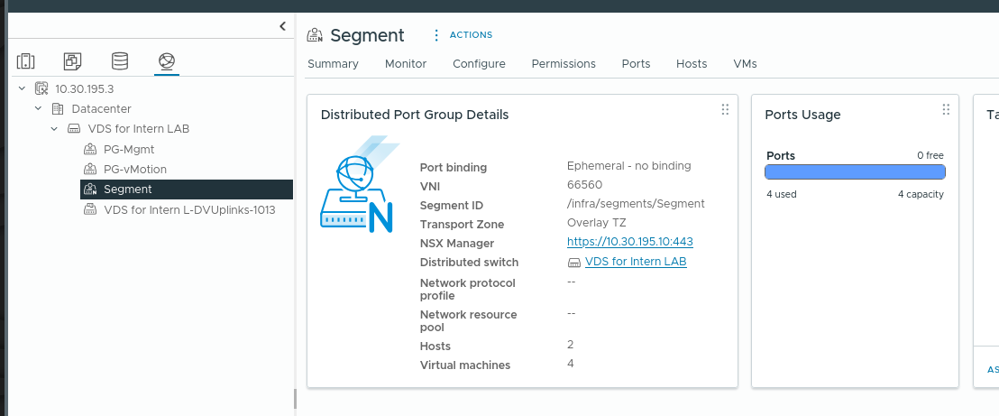 Segment
ACTIONS
Summary Monitor Configure Permissions Ports Hosts VMs
10.30.195.3
Datacenter
VDS for Intern LAB
PG-Mgmt
PG-vMotion
Segment
VDS for Intern L-DVUplinks-1013
Distributed Port Group Details
Port binding Ephemeral - no binding
VNI 66560
Segment ID /infra/segments/Segment
Transport Zone Overlay TZ
NSX Manager https://10.30.195.10:443
Distributed switch VDS for Intern LAB
Network protocol
profile --
Network resource
pool --
Hosts 2
Virtual machines 4
N
Ports Usage
Ports 0 free
4 used 4 capacity
Ta
AS